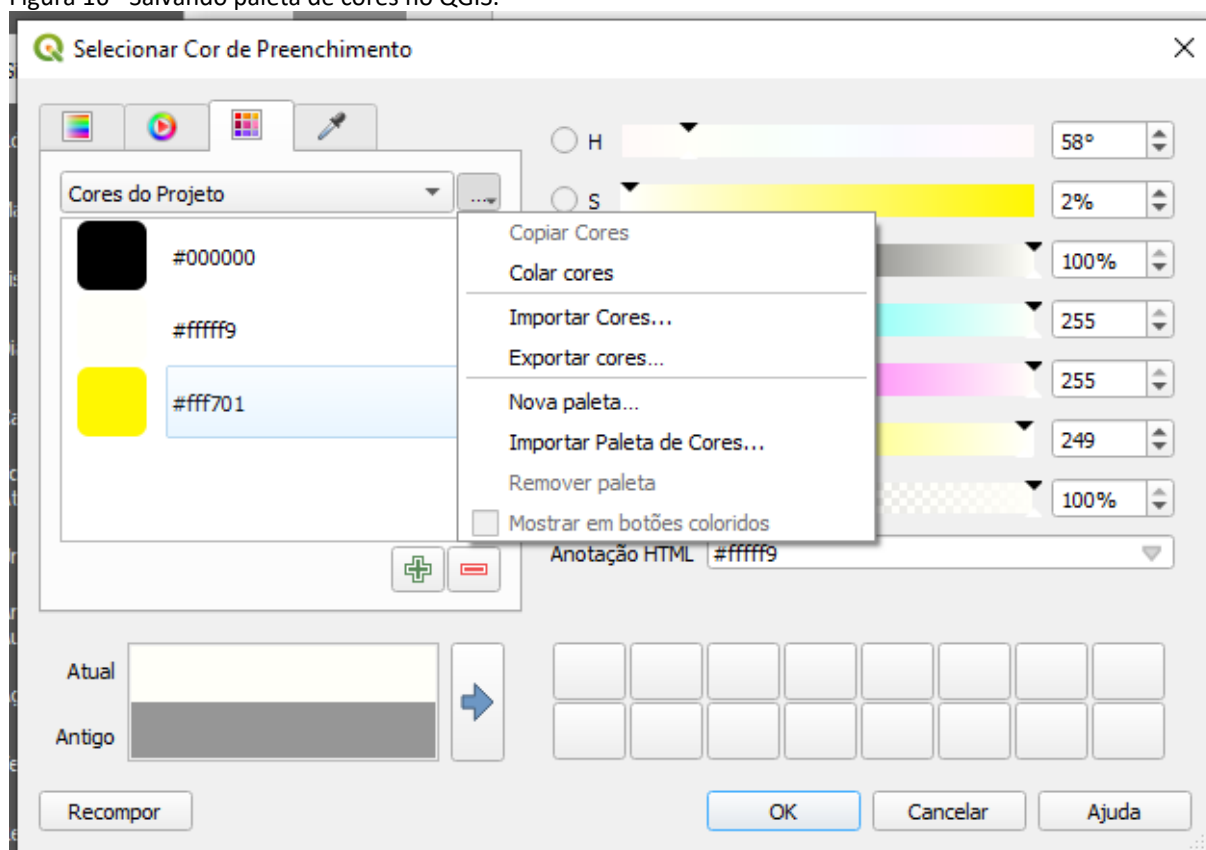 Figura 10 - Salvando paleta de cores no QGIS.
Selecionar Cor de Preenchimento
H 58°
Cores do Projeto ...
S 2%
#000000
Copiar Cores
Colar cores
100%
#fffff9
Importar Cores...
255
Exportar cores...
255
#fff701
Nova paleta...
Importar Paleta de Cores...
249
Remover paleta
100%
Mostrar em botões coloridos
Anotação HTML #fffff9
Atual
Antigo
Recompor OK Cancelar Ajuda